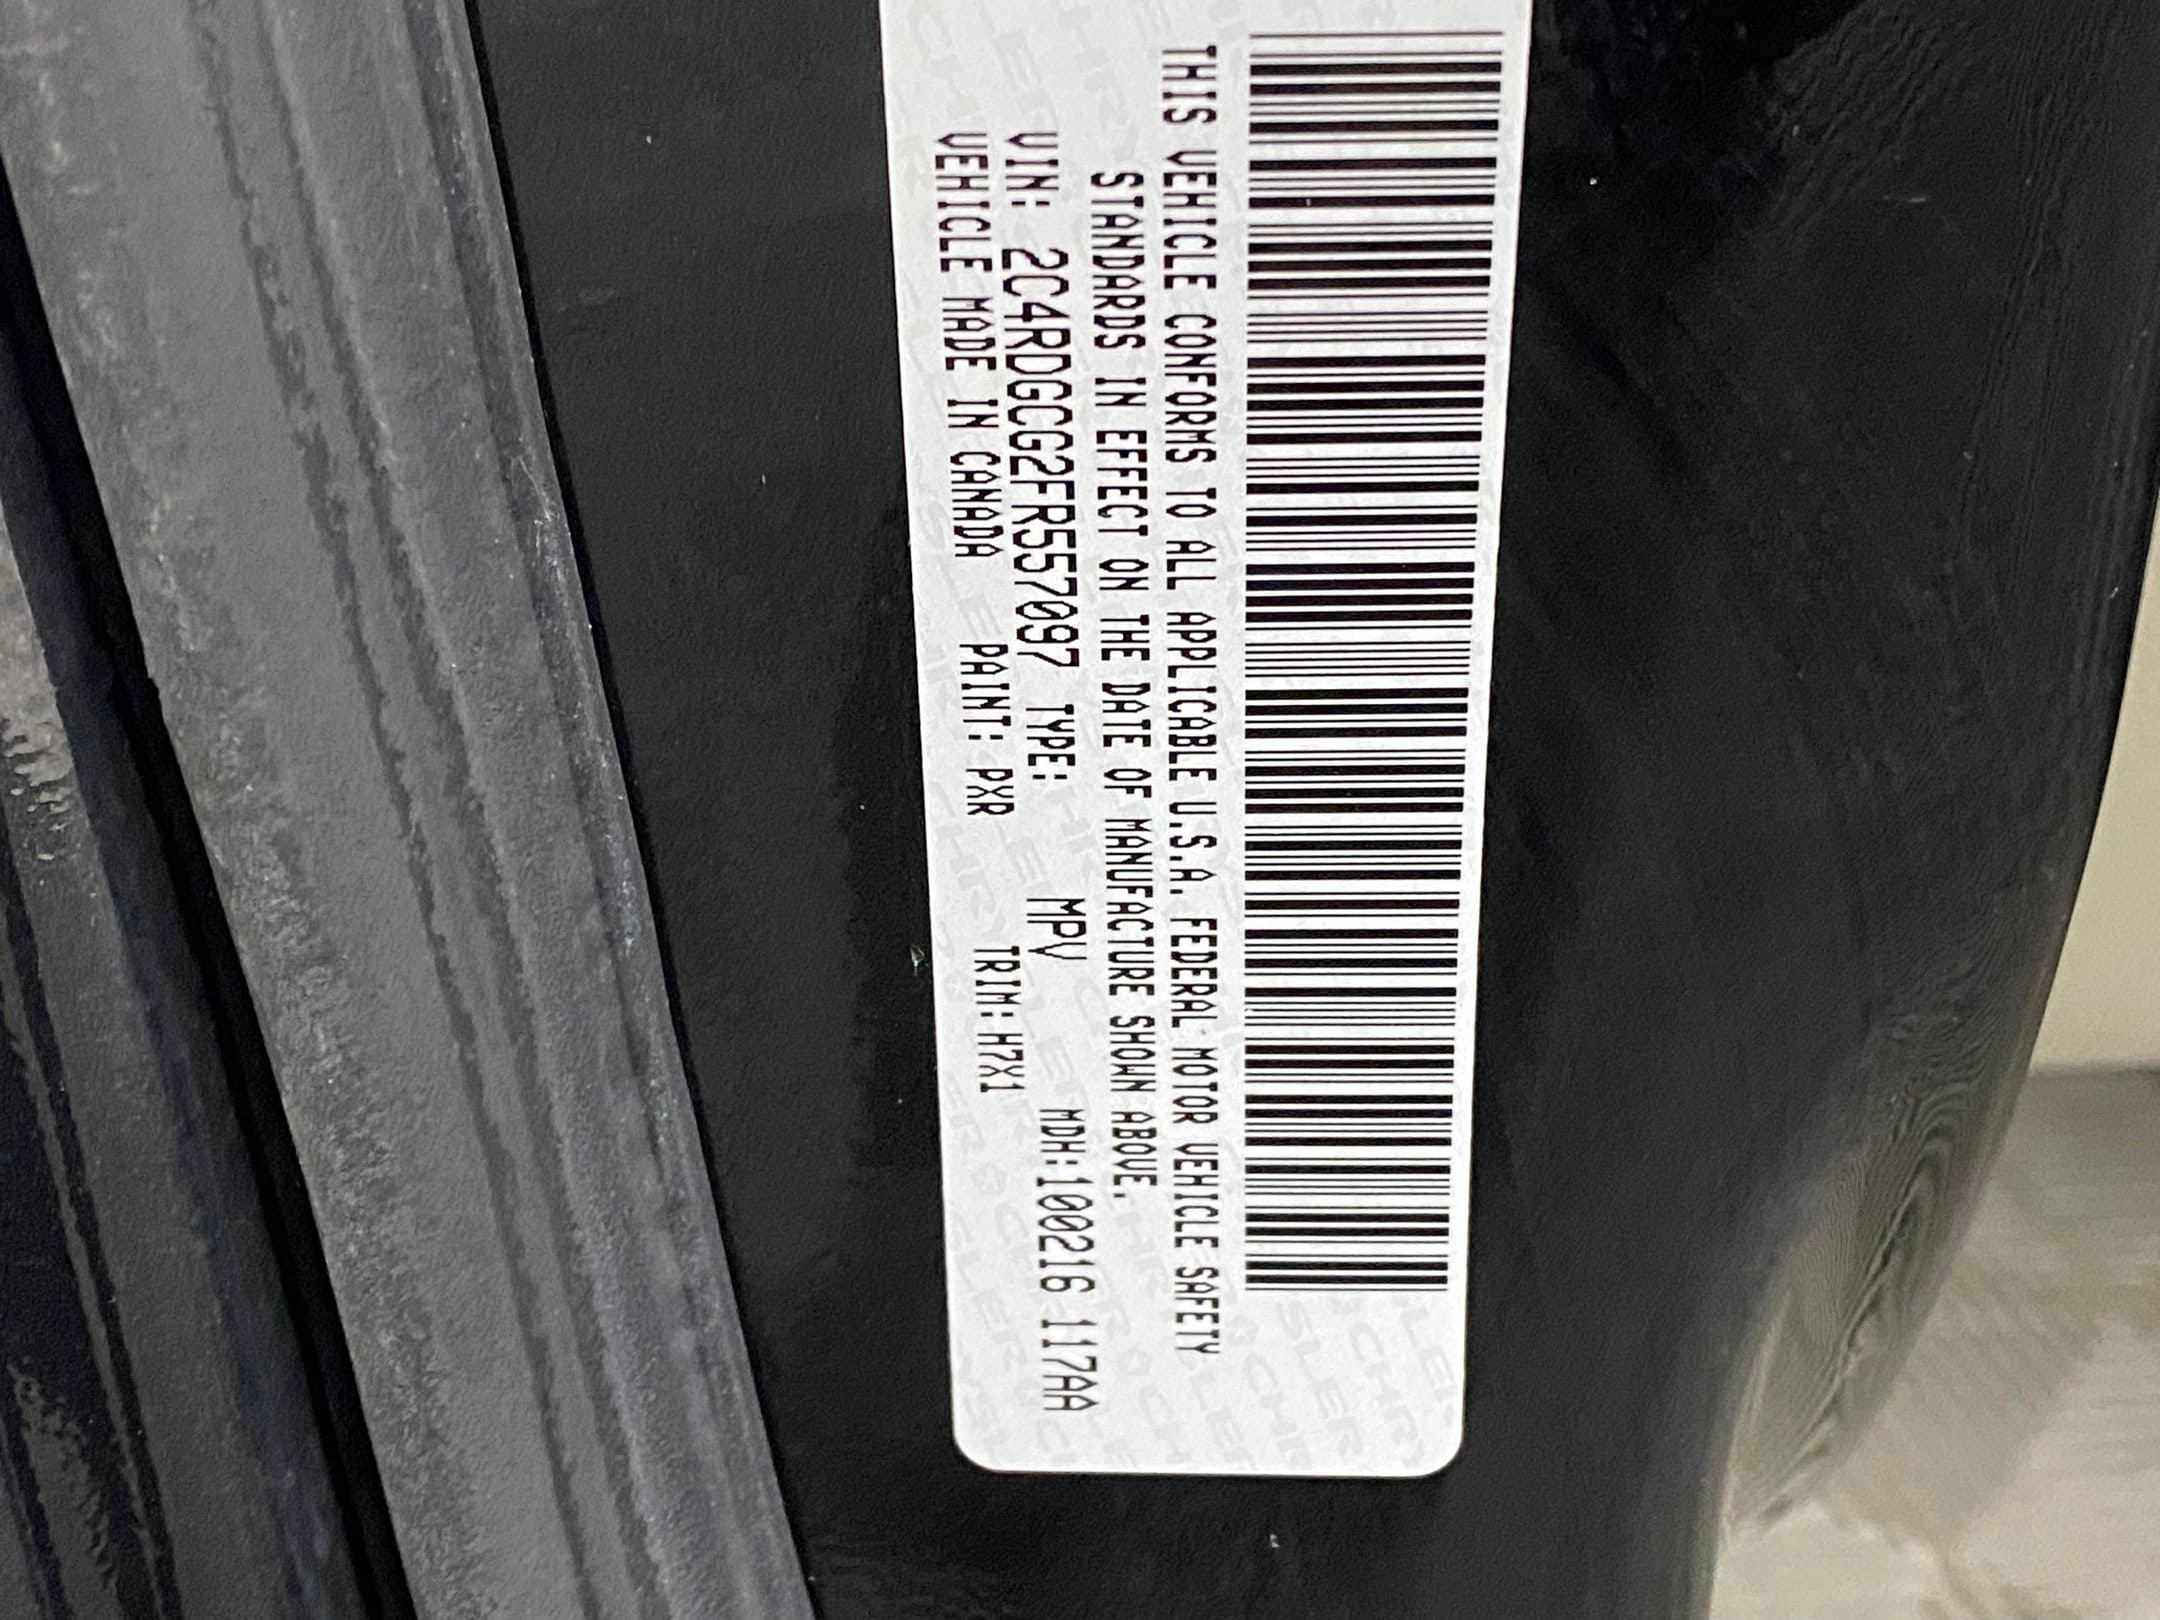 THIS VEHICLE CONFORMS TO ALL APPLICABLE U.S.A. FEDERAL MOTOR VEHICLE SAFETY
STANDARDS IN EFFECT ON THE DATE OF MANUFACTURE SHOWN ABOVE.
VIN: 2C4RDGCG2FR557097 TYPE: MPV MDH:100216 117AA
VEHICLE MADE IN CANADA PAINT: PXR TRIM:H7X1